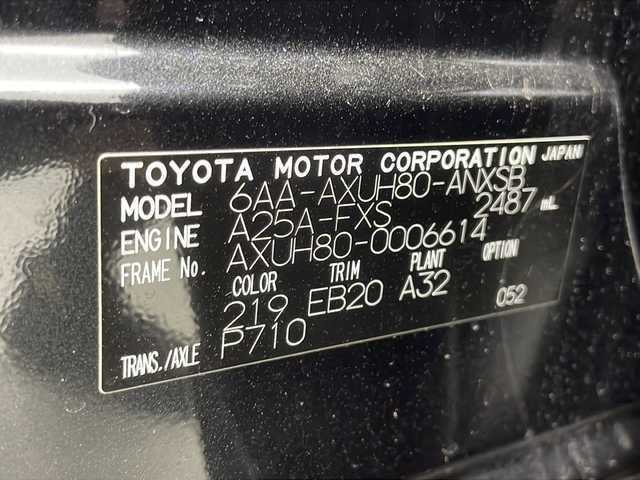 TOYOTA MOTOR CORPORATION JAPAN
MODEL 6AA-AXUH80-ANXSB
ENGINE A25A-FXS 2487 mL
FRAME No. AXUH80-0006614
COLOR TRIM PLANT OPTION
219 EB20 A32 052
TRANS./AXLE P710